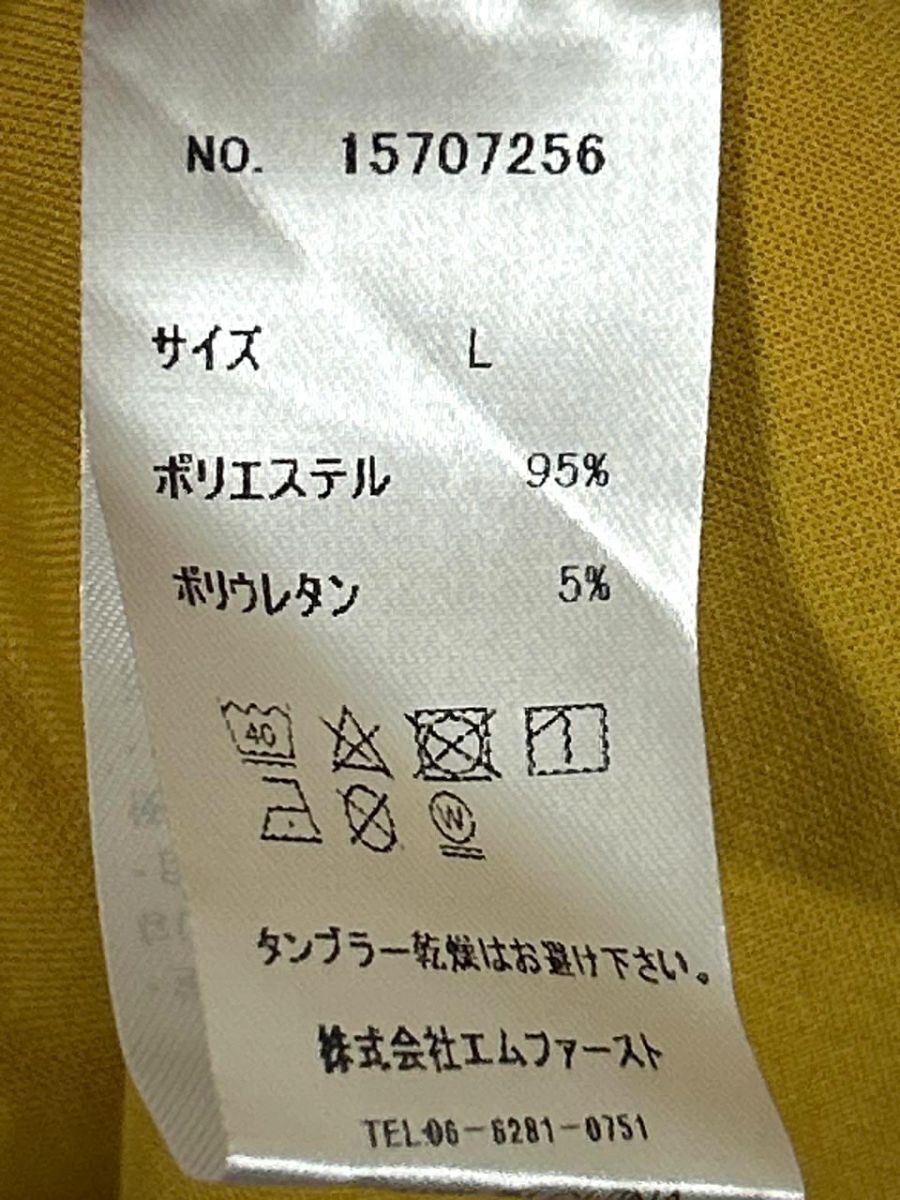 NO. 15707256
サイズ L
ポリエステル 95%
ポリウレタン 5%
40
W
タンブラー乾燥はお避け下さい。
株式会社エムファースト
TEL:06-6281-0751